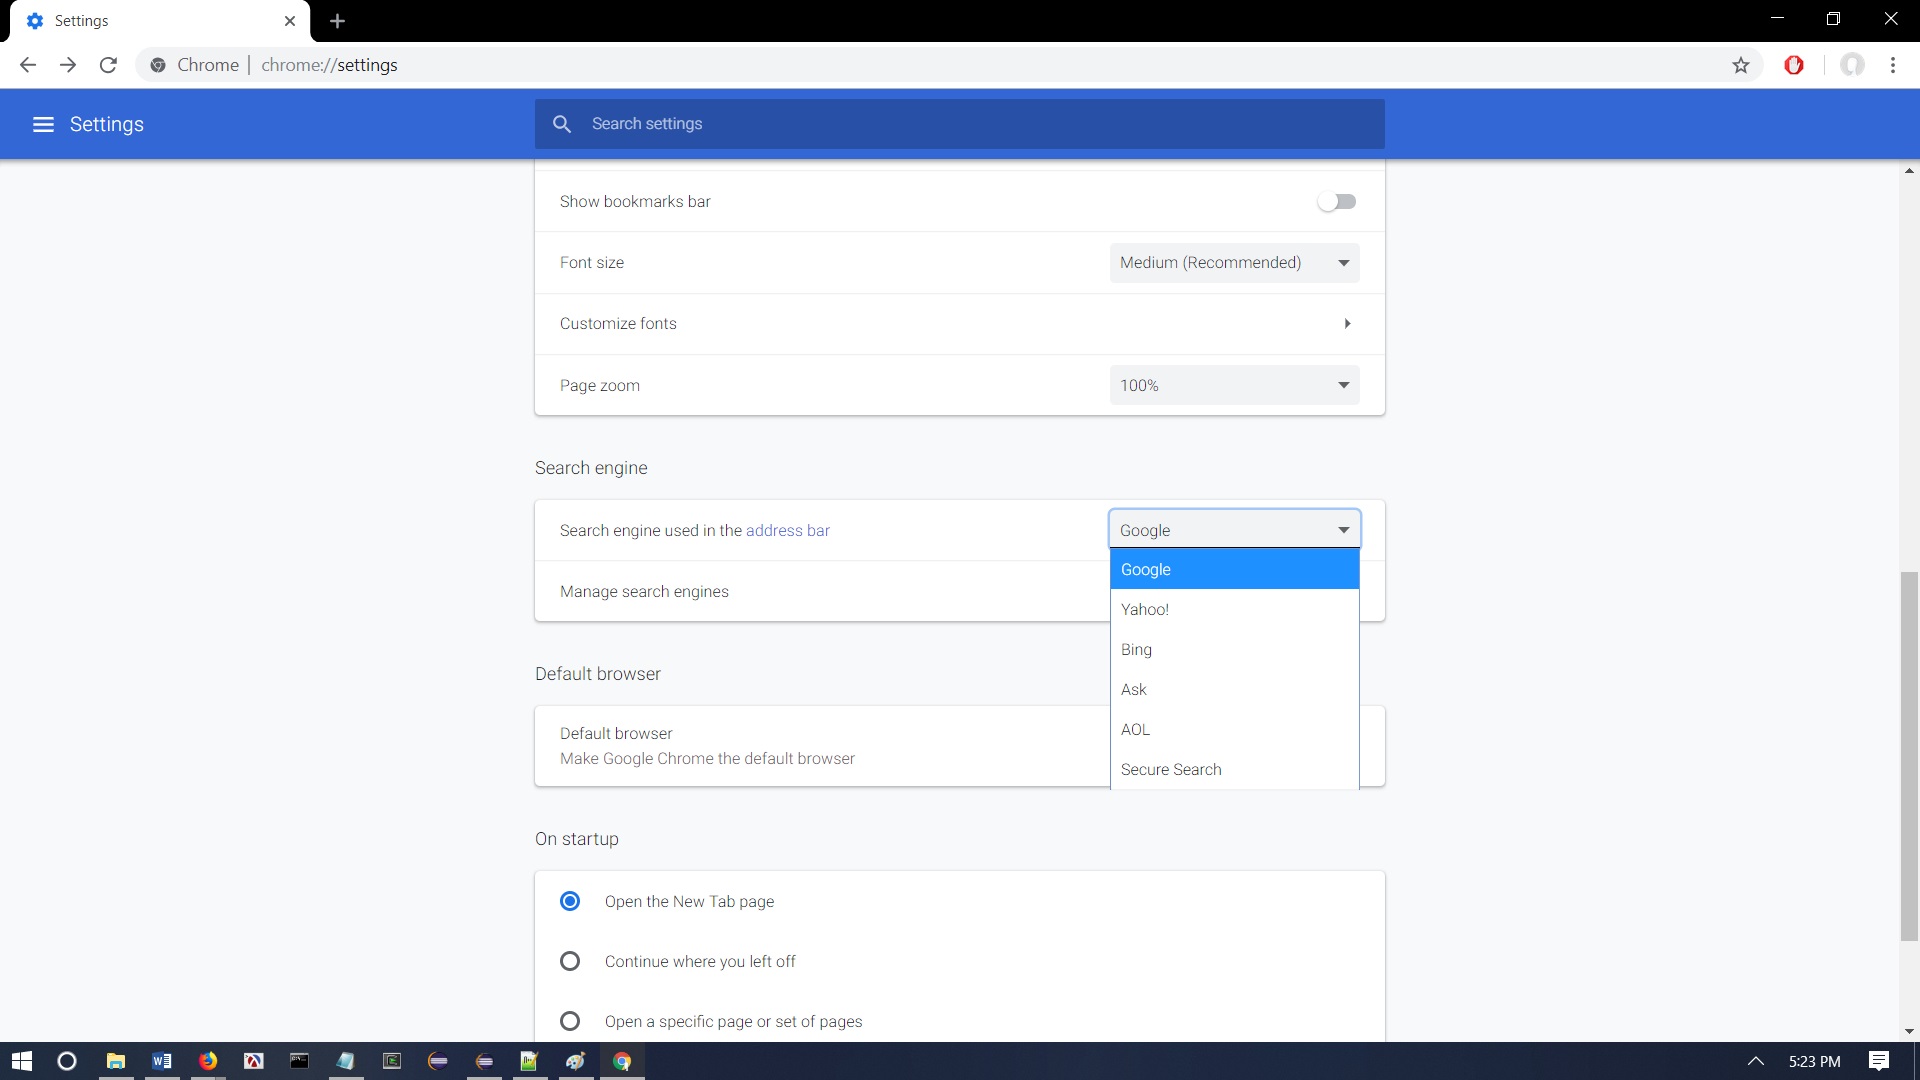 Settings
Chrome | chrome://settings
Settings
Search settings
Show bookmarks bar
Font size
Medium (Recommended)
Customize fonts
Page zoom
100%
Search engine
Search engine used in the address bar
Google
Google
Manage search engines
Yahoo!
Bing
Default browser
Ask
Default browser
AOL
Make Google Chrome the default browser
Secure Search
On startup
Open the New Tab page
Continue where you left off
Open a specific page or set of pages
5:23 PM